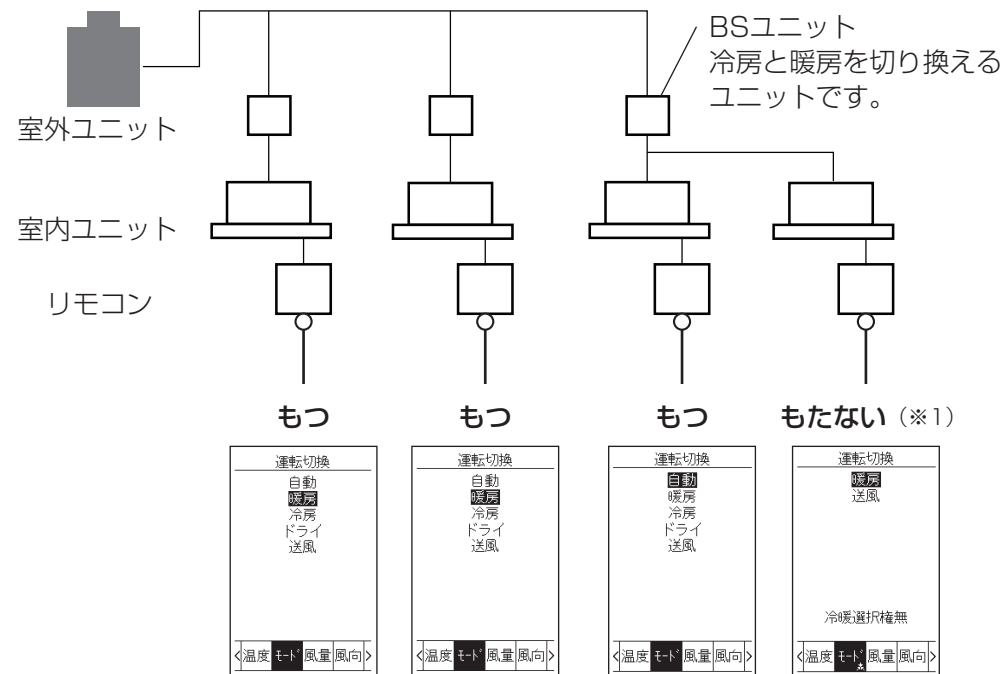 BSユニット
冷房と暖房を切り換える
ユニットです。
室外ユニット
室内ユニット
リモコン
もつ
もつ
もつ
もたない（※1）
運転切換
自動
暖房
冷房
ドライ
送風
<温度 ﾓｰﾄﾞ 風量 風向>
運転切換
自動
暖房
冷房
ドライ
送風
<温度 ﾓｰﾄﾞ 風量 風向>
運転切換
自動
暖房
冷房
ドライ
送風
<温度 ﾓｰﾄﾞ 風量 風向>
運転切換
暖房
送風
冷暖選択権無
<温度 ﾓｰﾄﾞ 風量 風向>